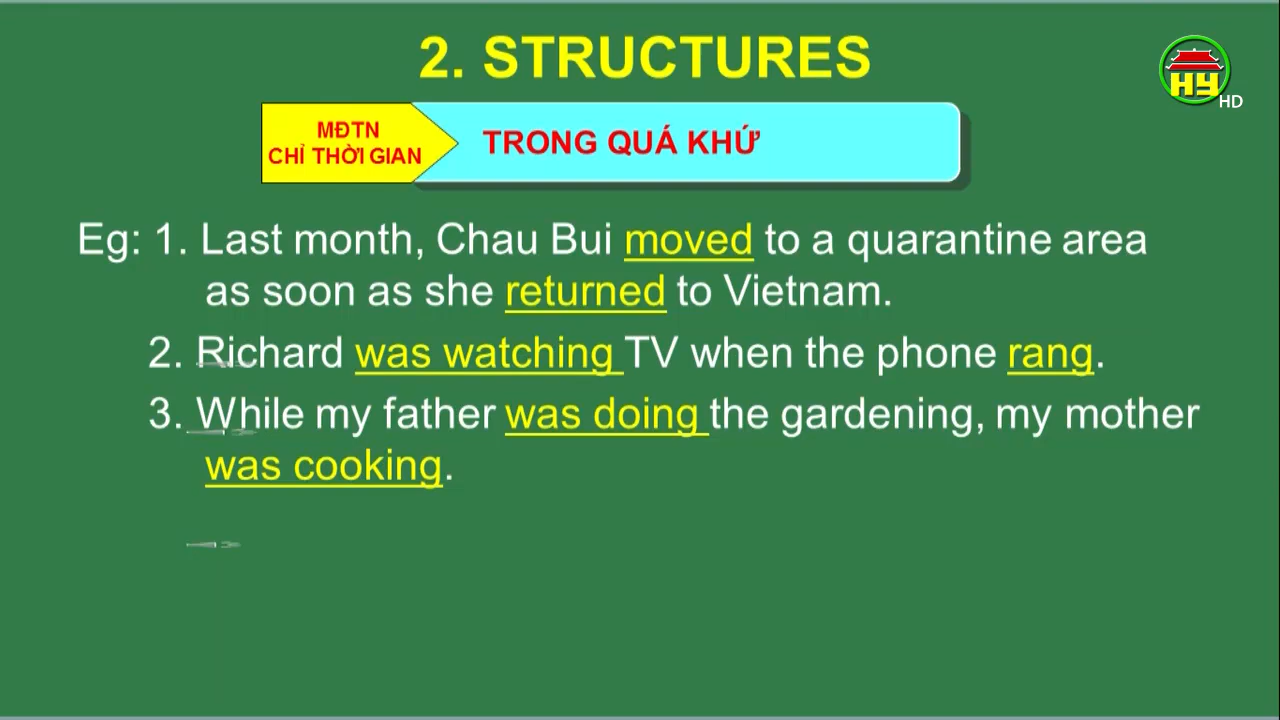 2. STRUCTURES
HY
HD
MĐTN
CHỈ THỜI GIAN
TRONG QUÁ KHỨ
Eg: 1. Last month, Chau Bui moved to a quarantine area
as soon as she returned to Vietnam.
2. Richard was watching TV when the phone rang.
3. While my father was doing the gardening, my mother
was cooking.